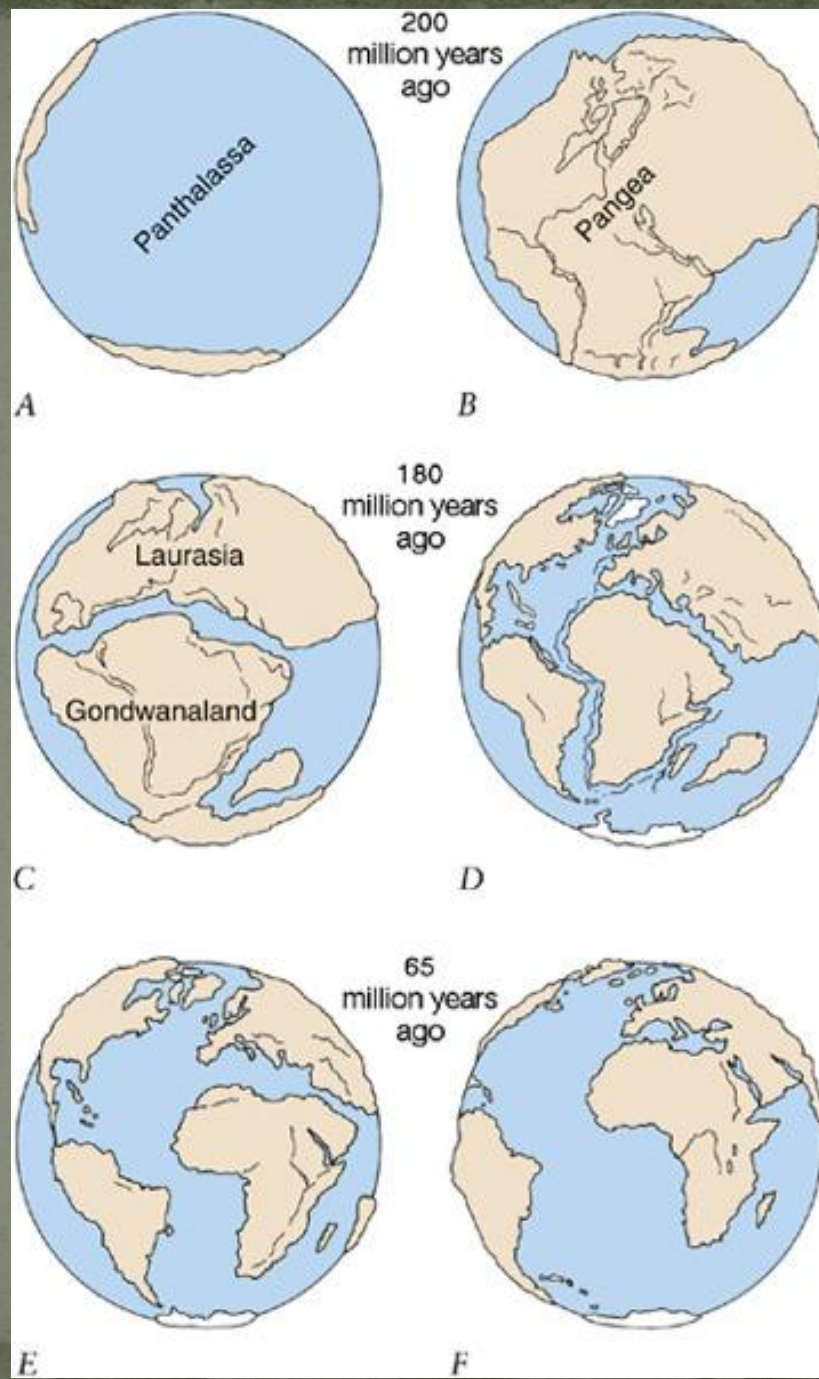 200
million years
ago
Panthalassa
Pangea
A
B
180
million years
ago
Laurasia
Gondwanaland
C
D
65
million years
ago
E
F